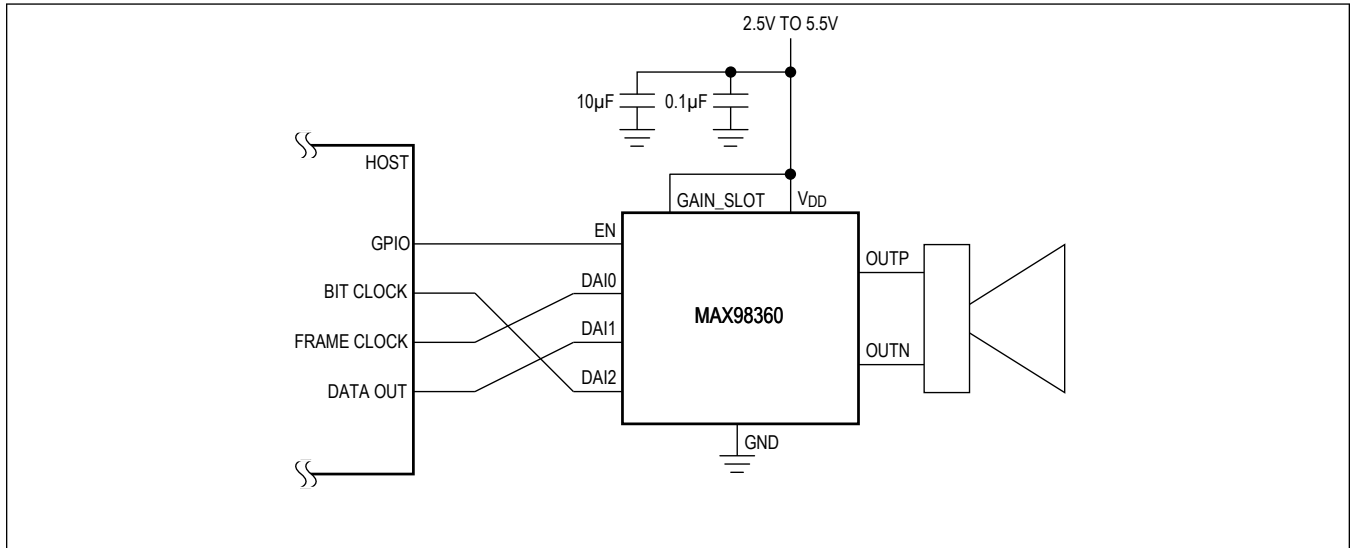 2.5V TO 5.5V
10µF
0.1µF
HOST
GAIN_SLOT
VDD
GPIO
EN
BIT CLOCK
DAI0
FRAME CLOCK
DAI1
DATA OUT
DAI2
MAX98360
OUTP
OUTN
GND